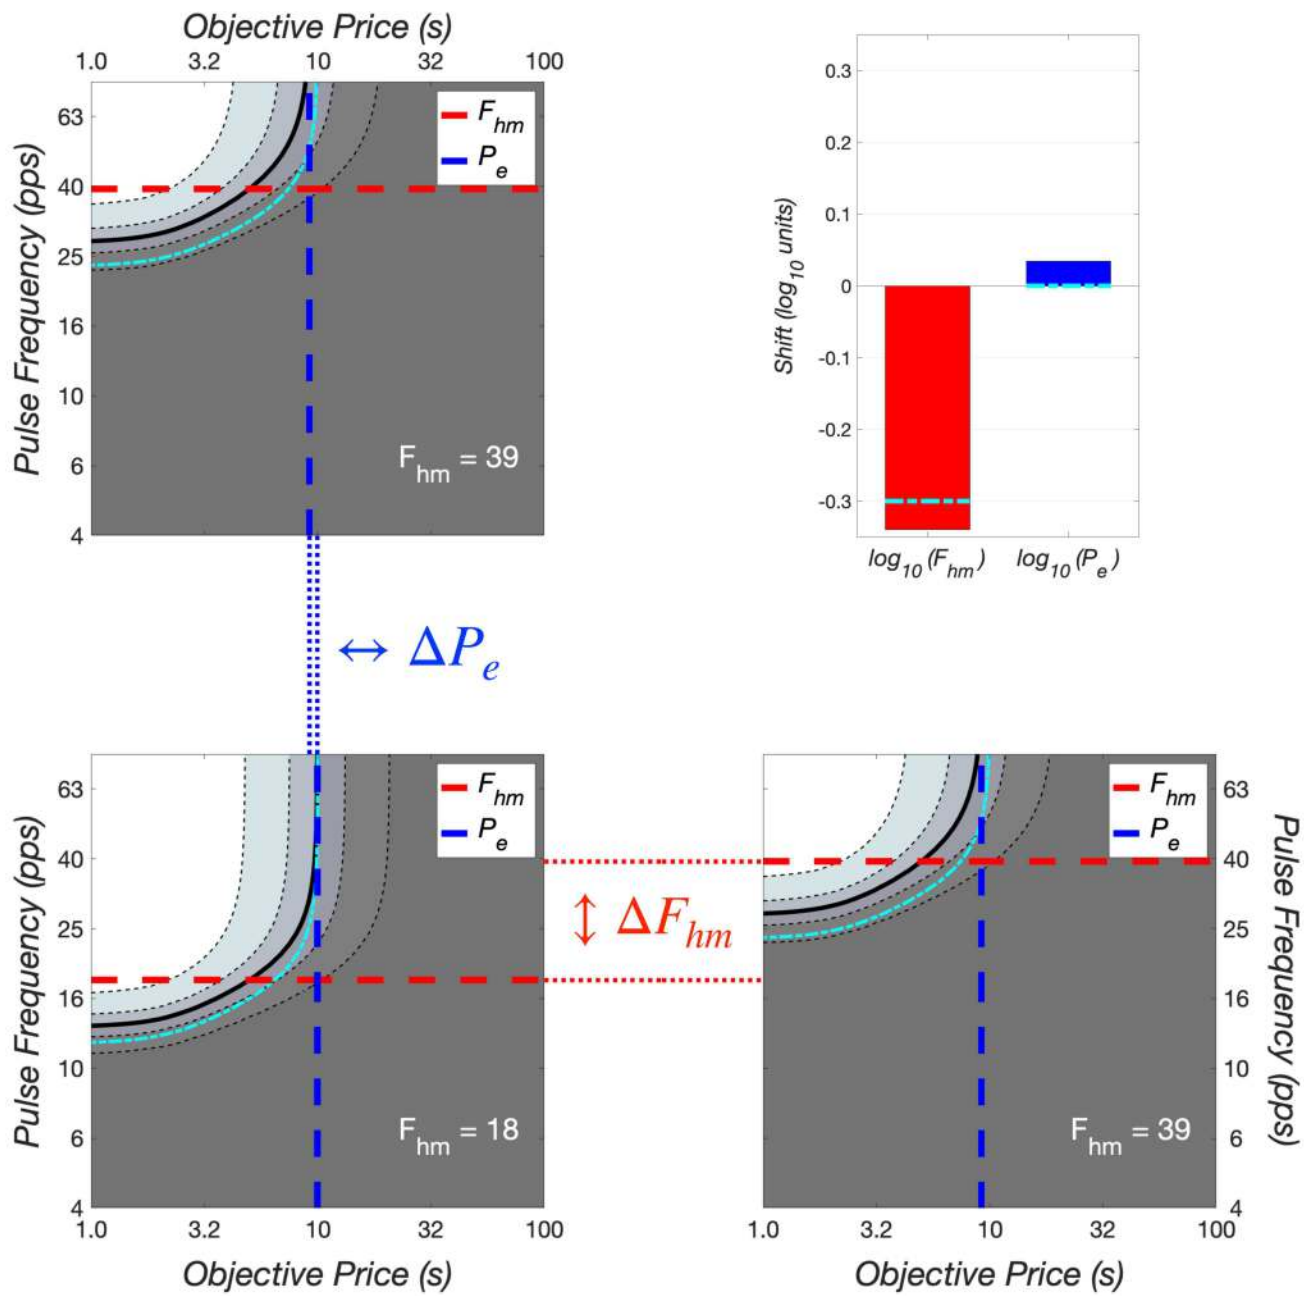 Objective Price (s)
1.0 3.2 10 32 100
Pulse Frequency (pps)
63
40
25
16
10
6
4
F_hm
P_e
F_hm = 39
Shift (log_10 units)
0.3
0.2
0.1
0
-0.1
-0.2
-0.3
log_10(F_hm) log_10(P_e)
↔ ΔP_e
Pulse Frequency (pps)
63
40
25
16
10
6
4
F_hm
P_e
F_hm = 18
1.0 3.2 10 32 100
Objective Price (s)
↕ ΔF_hm
F_hm
P_e
F_hm = 39
63
40
25
16
10
6
4
Pulse Frequency (pps)
1.0 3.2 10 32 100
Objective Price (s)